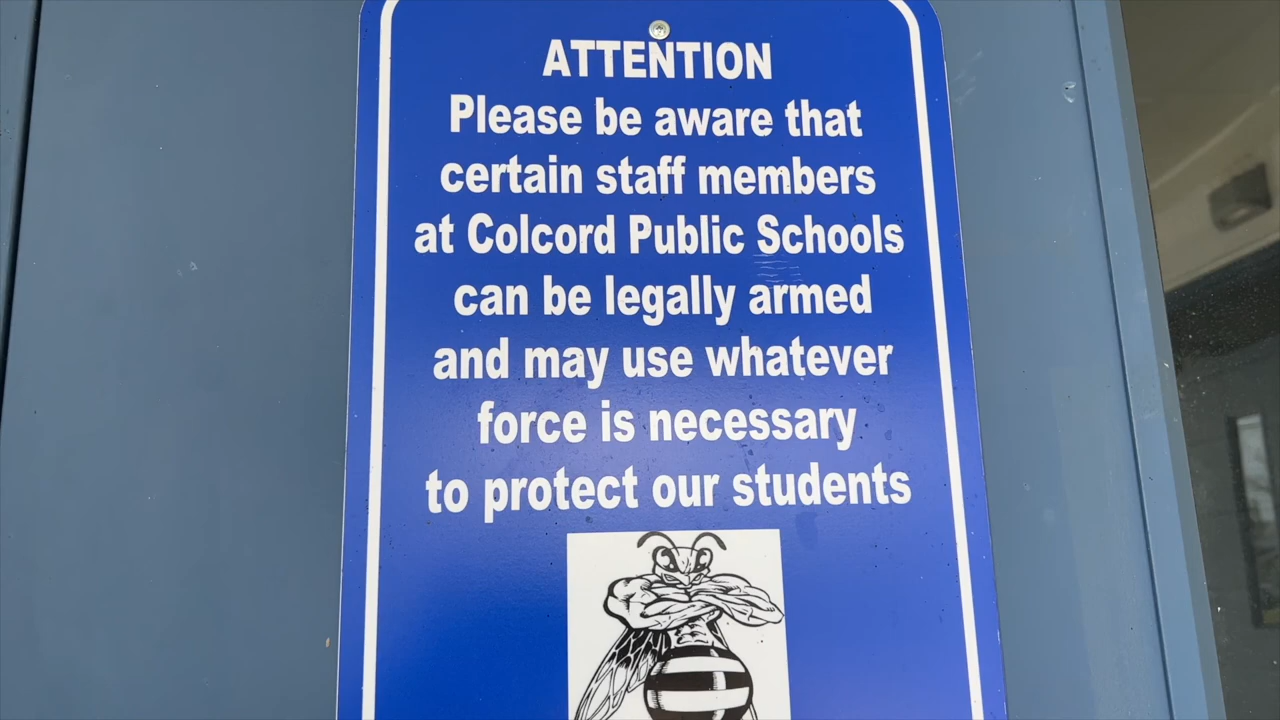 ATTENTION
Please be aware that
certain staff members
at Colcord Public Schools
can be legally armed
and may use whatever
force is necessary
to protect our students